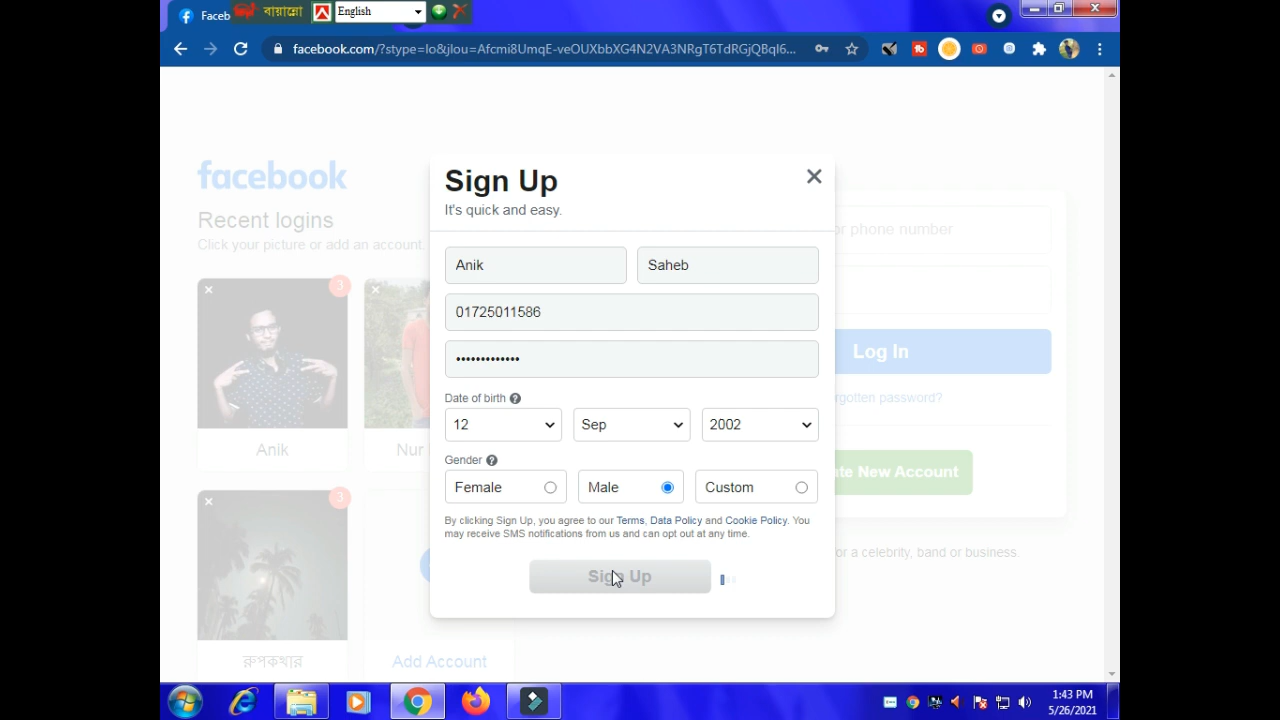 Faceb
বায়ান্নো
English
facebook.com/?stype=lo&jlou=Afcmi8UmqE-veOUXbbXG4N2VA3NRgT6TdRGjQBqI6...
facebook
Recent logins
Click your picture or add an account.
3
Anik
Nur
3
রুপকথার
Add Account
Sign Up
It's quick and easy.
Anik
Saheb
01725011586
•••••••••••••
Date of birth
12
Sep
2002
Gender
Female
Male
Custom
By clicking Sign Up, you agree to our Terms, Data Policy and Cookie Policy. You
may receive SMS notifications from us and can opt out at any time.
Sign Up
or phone number
Log In
rgotten password?
te New Account
or a celebrity, band or business.
1:43 PM
5/26/2021